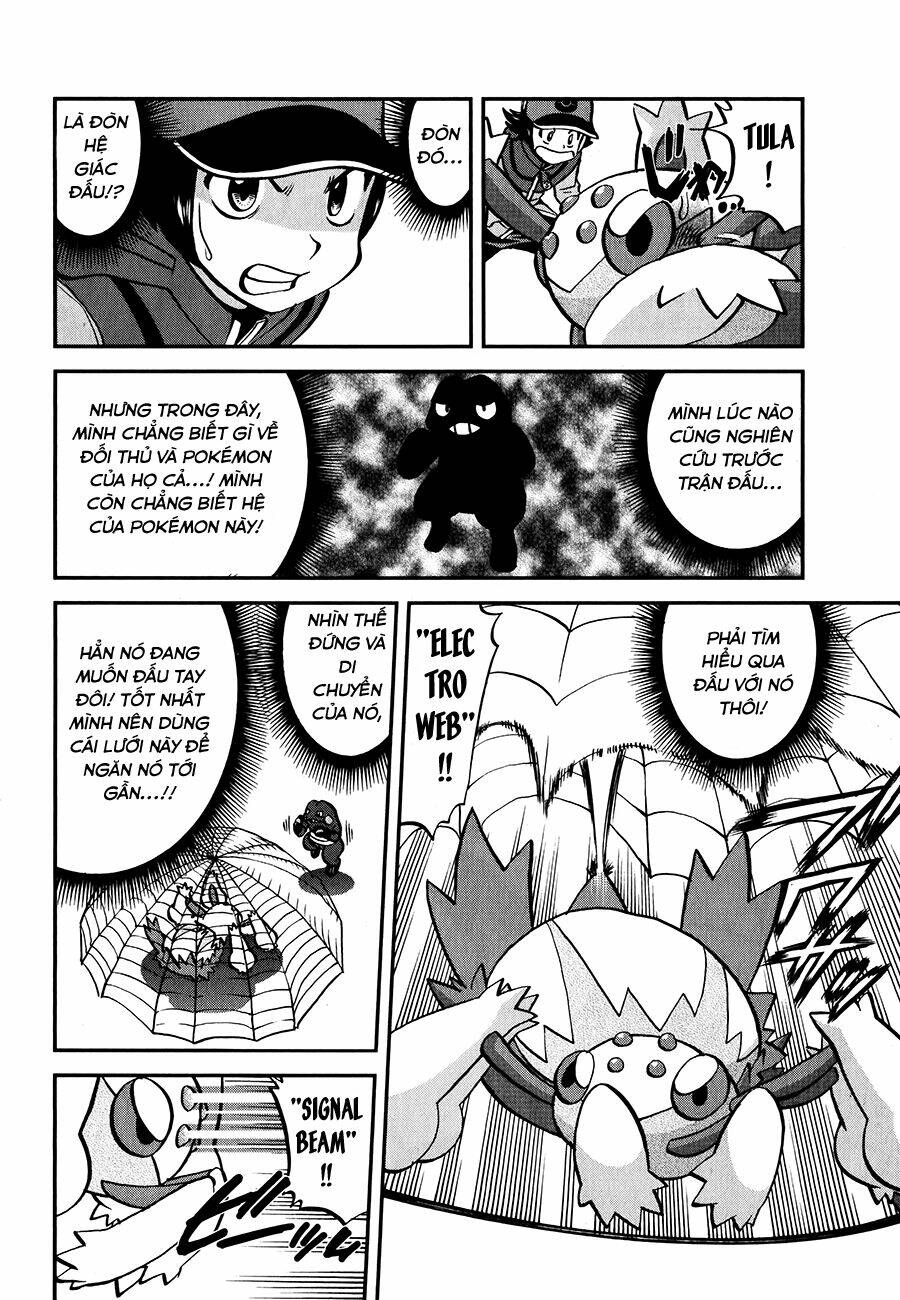 TULA
!
ĐÒN
ĐÓ...
LÀ ĐÒN
HỆ
GIÁC
ĐẤU!?
MÌNH LÚC NÀO
CŨNG NGHIÊN
CỨU TRƯỚC
TRẬN ĐẤU...
NHƯNG TRONG ĐÂY,
MÌNH CHẲNG BIẾT GÌ VỀ
ĐỐI THỦ VÀ POKÉMON
CỦA HỌ CẢ...! MÌNH
CÒN CHẲNG BIẾT HỆ
CỦA POKÉMON NÀY!
PHẢI TÌM
HIỂU QUA
ĐẤU VỚI NÓ
THÔI!
"ELEC
TRO
WEB"
!!
NHÌN THẾ
ĐỨNG VÀ
DI
CHUYỂN
CỦA NÓ,
HẲN NÓ ĐANG
MUỐN ĐẤU TAY
ĐÔI! TỐT NHẤT
MÌNH NÊN DÙNG
CÁI LƯỚI NÀY ĐỂ
NGĂN NÓ TỚI
GẦN...!!
"SIGNAL
BEAM"
!!
ビーム